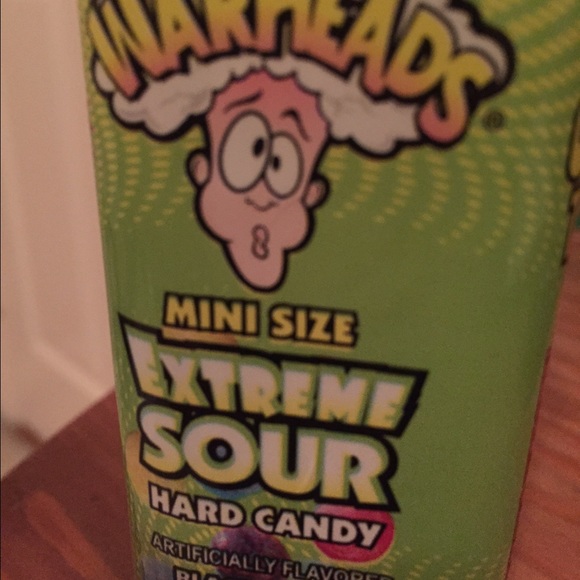 WARHEADS®
MINI SIZE
EXTREME
SOUR
HARD CANDY
ARTIFICIALLY FLAVORED